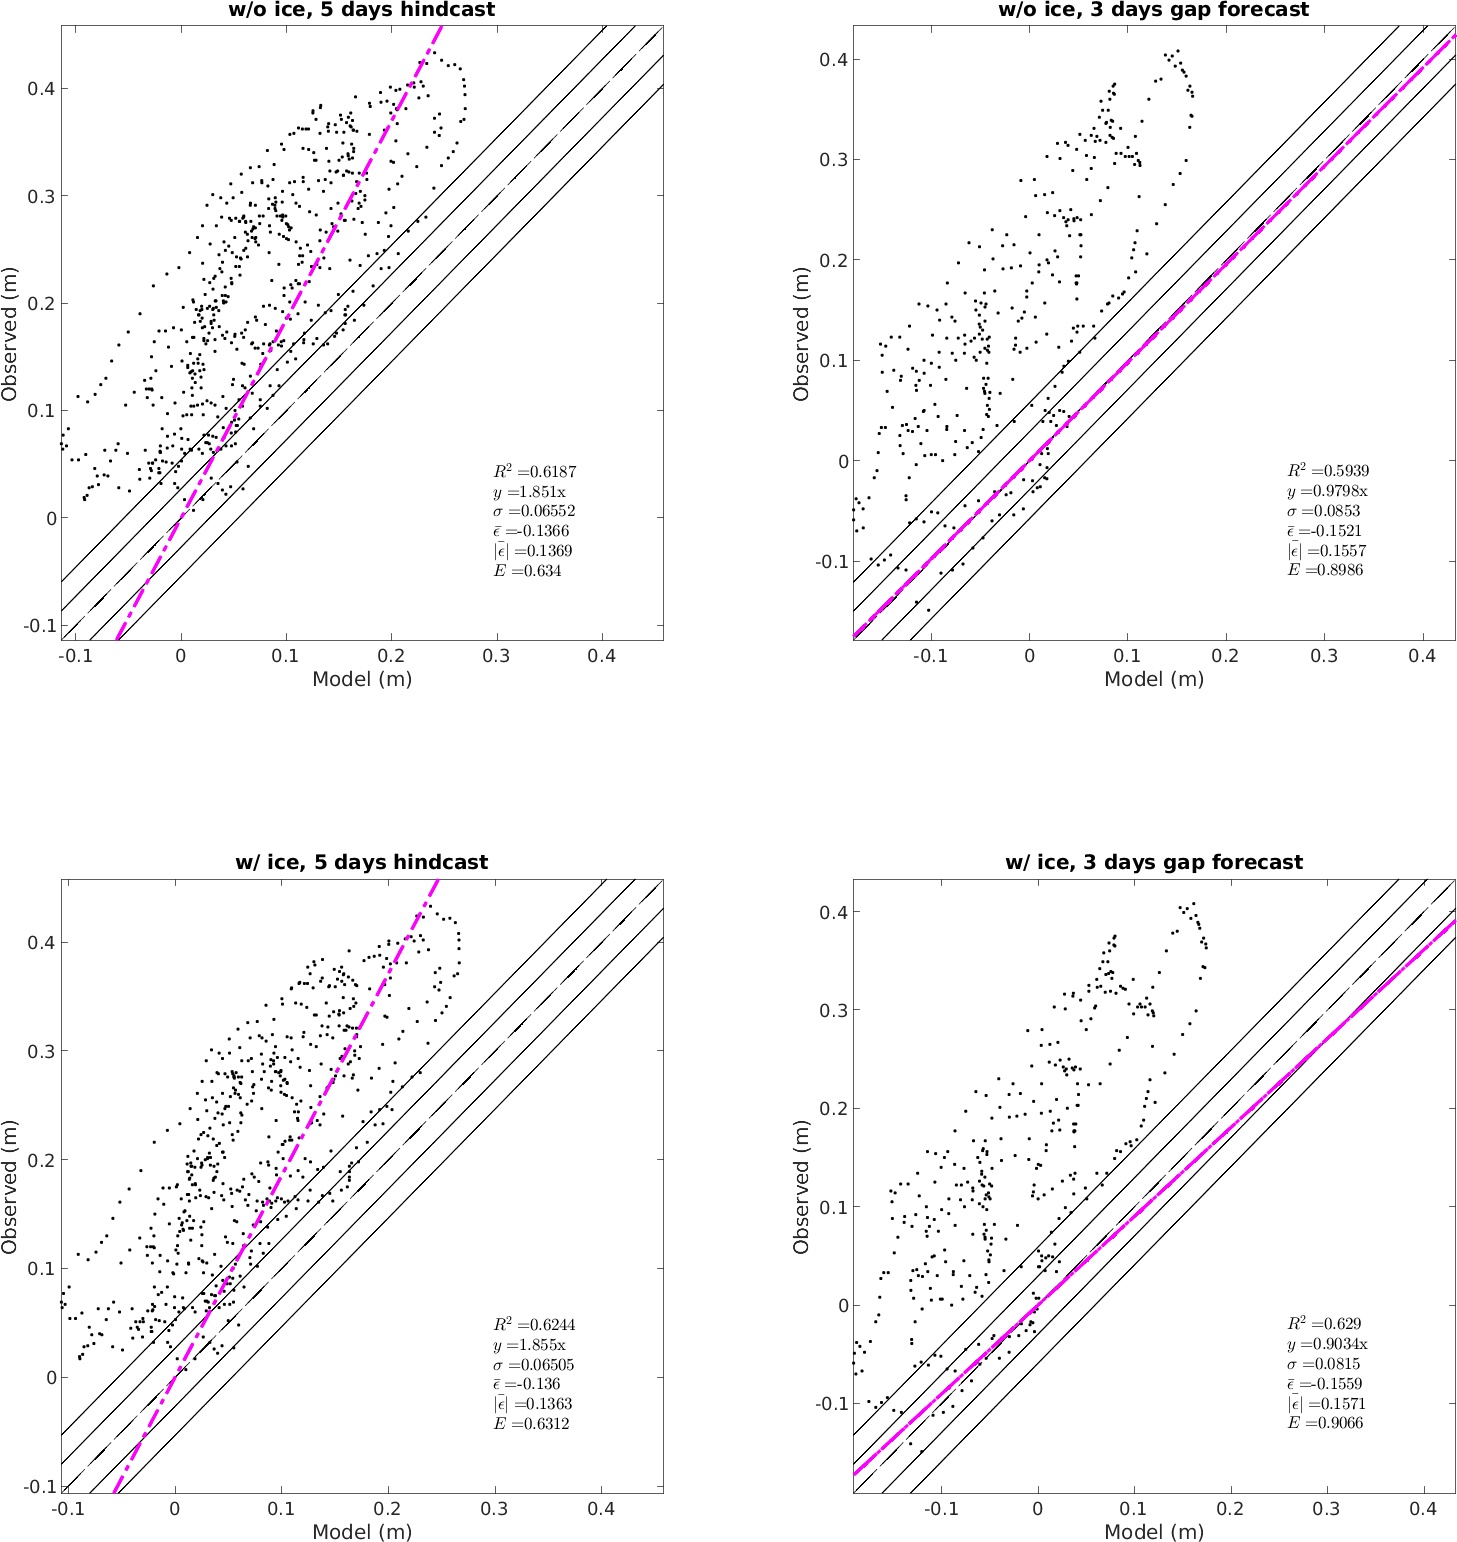 w/o ice, 5 days hindcast
Observed (m)
0.4
0.3
0.2
0.1
0
-0.1
R² =0.6187
y =1.851x
σ =0.06552
ϵ̄ =-0.1366
|ϵ̄| =0.1369
E =0.634
-0.1 0 0.1 0.2 0.3 0.4
Model (m)
w/o ice, 3 days gap forecast
Observed (m)
0.4
0.3
0.2
0.1
0
-0.1
R² =0.5939
y =0.9798x
σ =0.0853
ϵ̄ =-0.1521
|ϵ̄| =0.1557
E =0.8986
-0.1 0 0.1 0.2 0.3 0.4
Model (m)
w/ ice, 5 days hindcast
Observed (m)
0.4
0.3
0.2
0.1
0
-0.1
R² =0.6244
y =1.855x
σ =0.06505
ϵ̄ =-0.136
|ϵ̄| =0.1363
E =0.6312
-0.1 0 0.1 0.2 0.3 0.4
Model (m)
w/ ice, 3 days gap forecast
Observed (m)
0.4
0.3
0.2
0.1
0
-0.1
R² =0.629
y =0.9034x
σ =0.0815
ϵ̄ =-0.1559
|ϵ̄| =0.1571
E =0.9066
-0.1 0 0.1 0.2 0.3 0.4
Model (m)